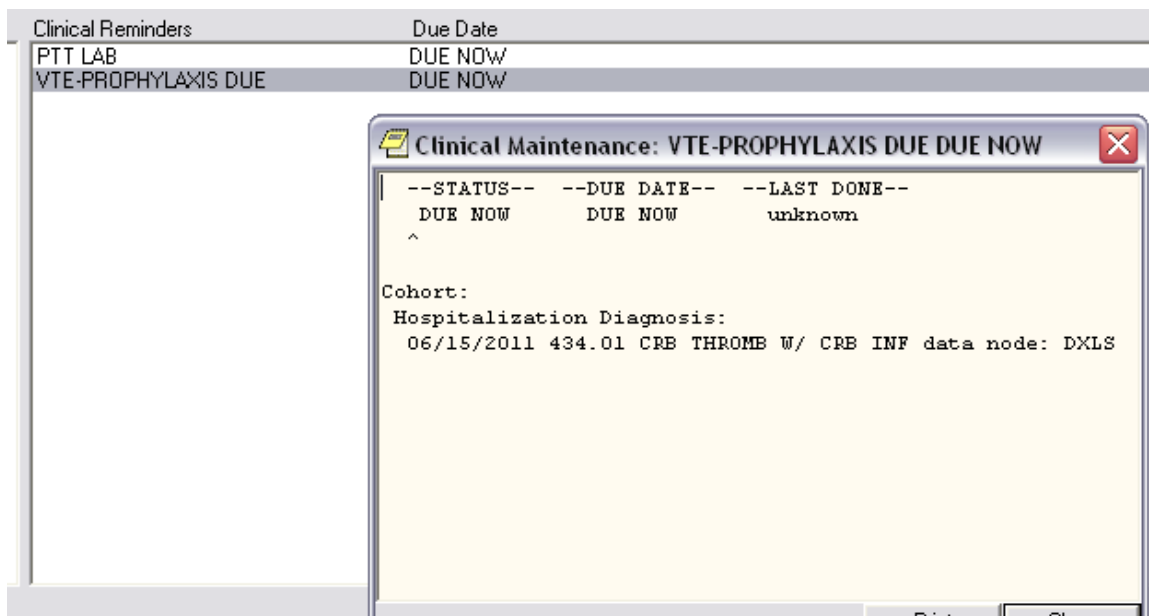 Clinical Reminders Due Date
PTT LAB DUE NOW
VTE-PROPHYLAXIS DUE DUE NOW
Clinical Maintenance: VTE-PROPHYLAXIS DUE DUE NOW
--STATUS-- --DUE DATE-- --LAST DONE--
DUE NOW DUE NOW unknown
^
Cohort:
Hospitalization Diagnosis:
06/15/2011 434.01 CRB THROMB W/ CRB INF data node: DXLS